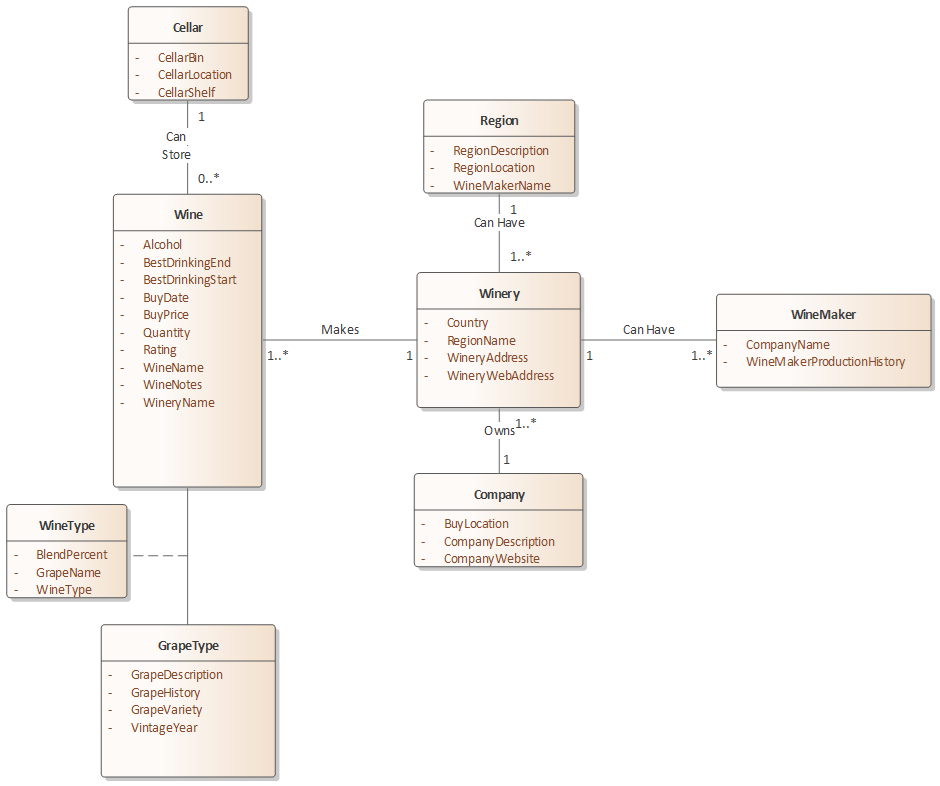 Cellar
- CellarBin
- CellarLocation
- CellarShelf
1
Can
Store
0..*
Wine
- Alcohol
- BestDrinkingEnd
- BestDrinkingStart
- BuyDate
- BuyPrice
- Quantity
- Rating
- WineName
- WineNotes
- WineryName
Region
- RegionDescription
- RegionLocation
- WineMakerName
1
Can Have
1..*
Winery
- Country
- RegionName
- WineryAddress
- WineryWebAddress
Makes
1..*
1
Can Have
1
1..*
WineMaker
- CompanyName
- WineMakerProductionHistory
1..*
Owns
1
Company
- BuyLocation
- CompanyDescription
- CompanyWebsite
WineType
- BlendPercent
- GrapeName
- WineType
GrapeType
- GrapeDescription
- GrapeHistory
- GrapeVariety
- VintageYear